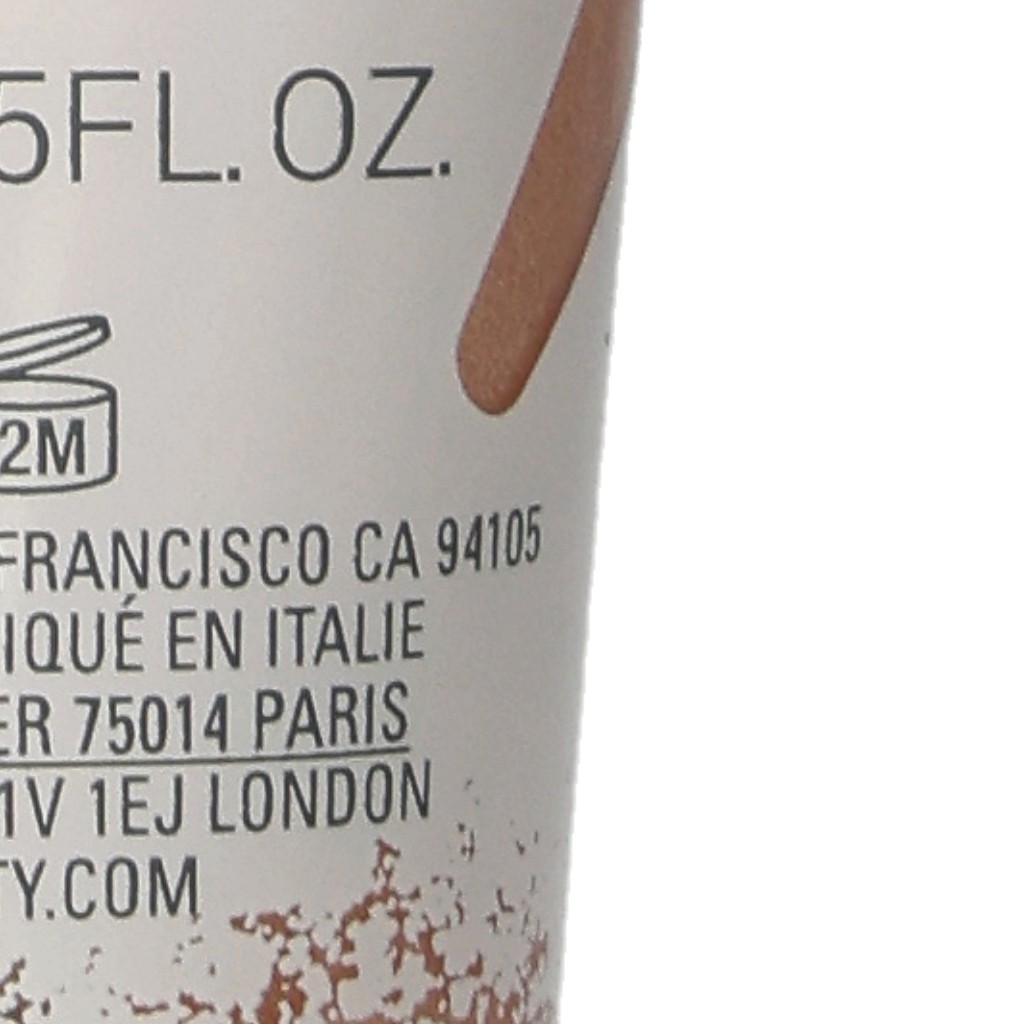 5FL. OZ.
2M
FRANCISCO CA 94105
IQUÉ EN ITALIE
ER 75014 PARIS
1V 1EJ LONDON
TY.COM